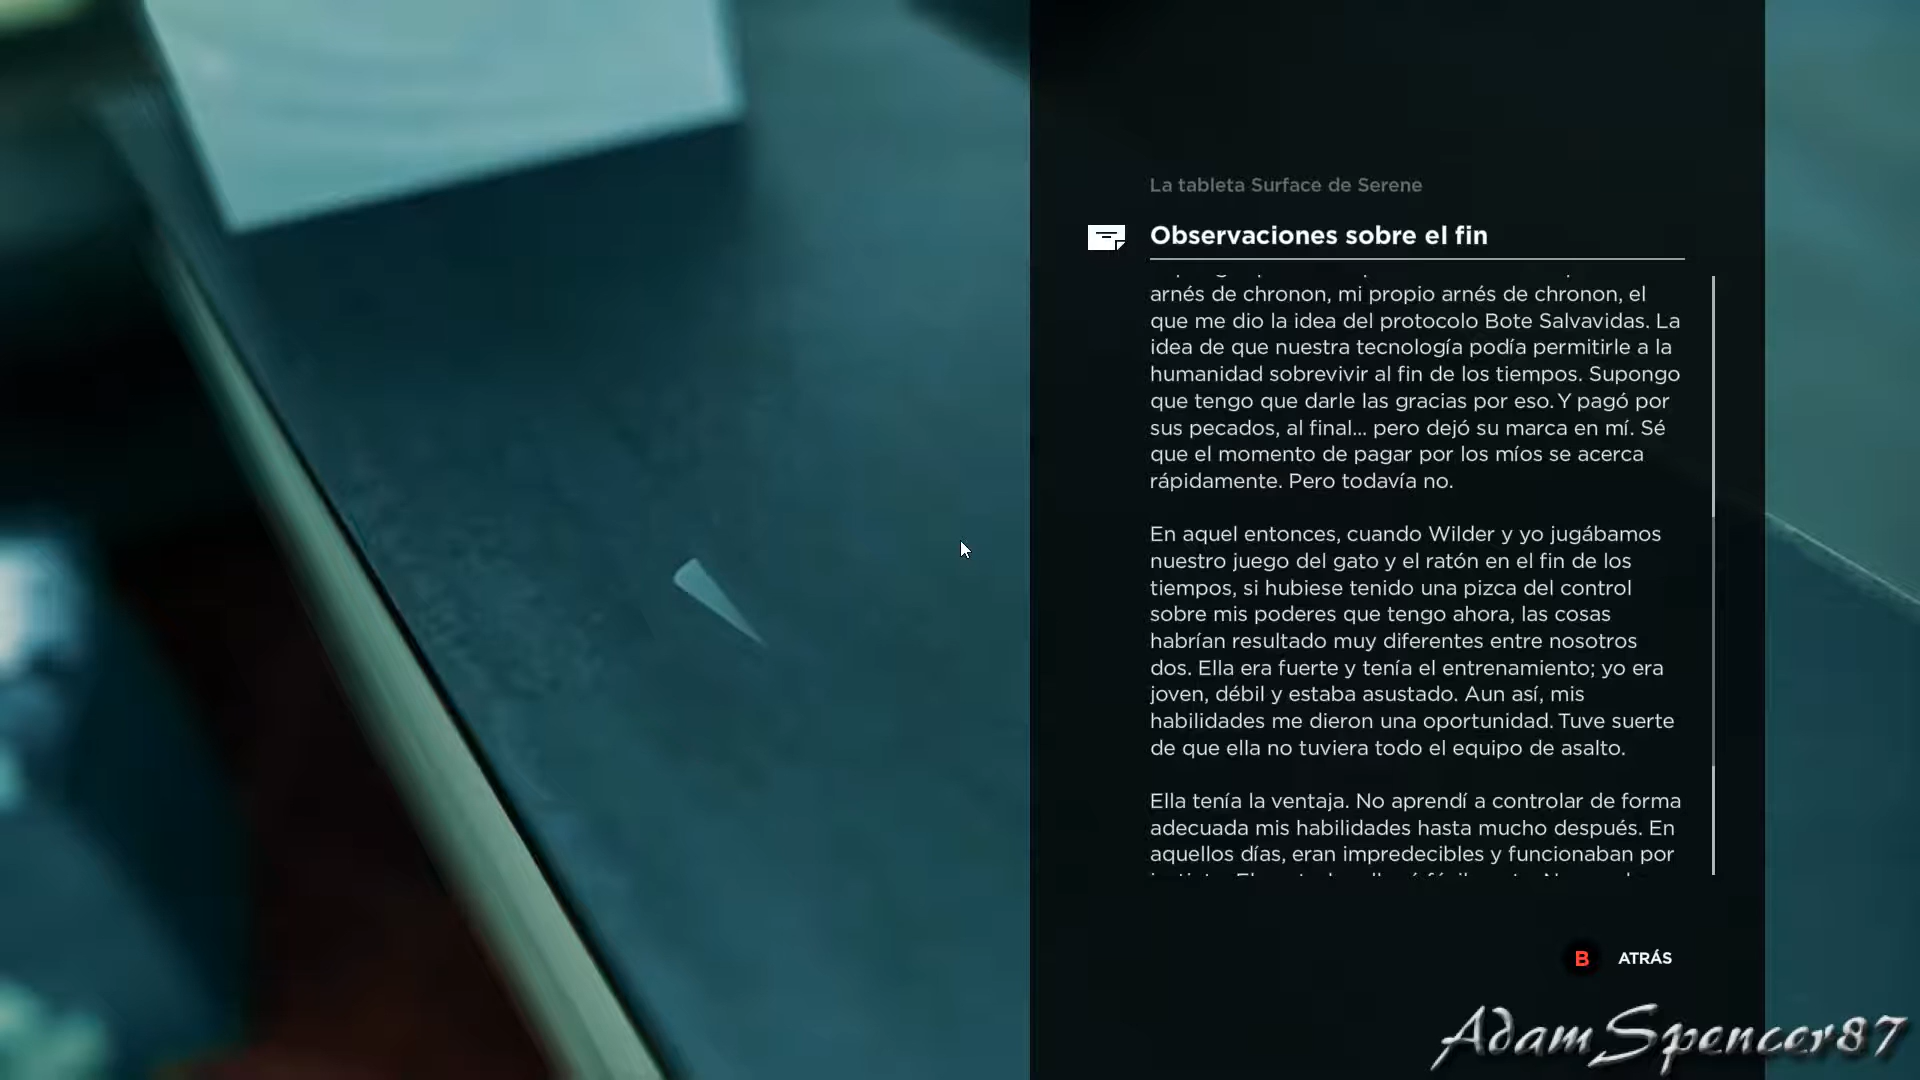 La tableta Surface de Serene
Observaciones sobre el fin
arnés de chronon, mi propio arnés de chronon, el
que me dio la idea del protocolo Bote Salvavidas. La
idea de que nuestra tecnología podía permitirle a la
humanidad sobrevivir al fin de los tiempos. Supongo
que tengo que darle las gracias por eso. Y pagó por
sus pecados, al final... pero dejó su marca en mí. Sé
que el momento de pagar por los míos se acerca
rápidamente. Pero todavía no.
En aquel entonces, cuando Wilder y yo jugábamos
nuestro juego del gato y el ratón en el fin de los
tiempos, si hubiese tenido una pizca del control
sobre mis poderes que tengo ahora, las cosas
habrían resultado muy diferentes entre nosotros
dos. Ella era fuerte y tenía el entrenamiento; yo era
joven, débil y estaba asustado. Aun así, mis
habilidades me dieron una oportunidad. Tuve suerte
de que ella no tuviera todo el equipo de asalto.
Ella tenía la ventaja. No aprendí a controlar de forma
adecuada mis habilidades hasta mucho después. En
aquellos días, eran impredecibles y funcionaban por
B ATRÁS
AdamSpencer87